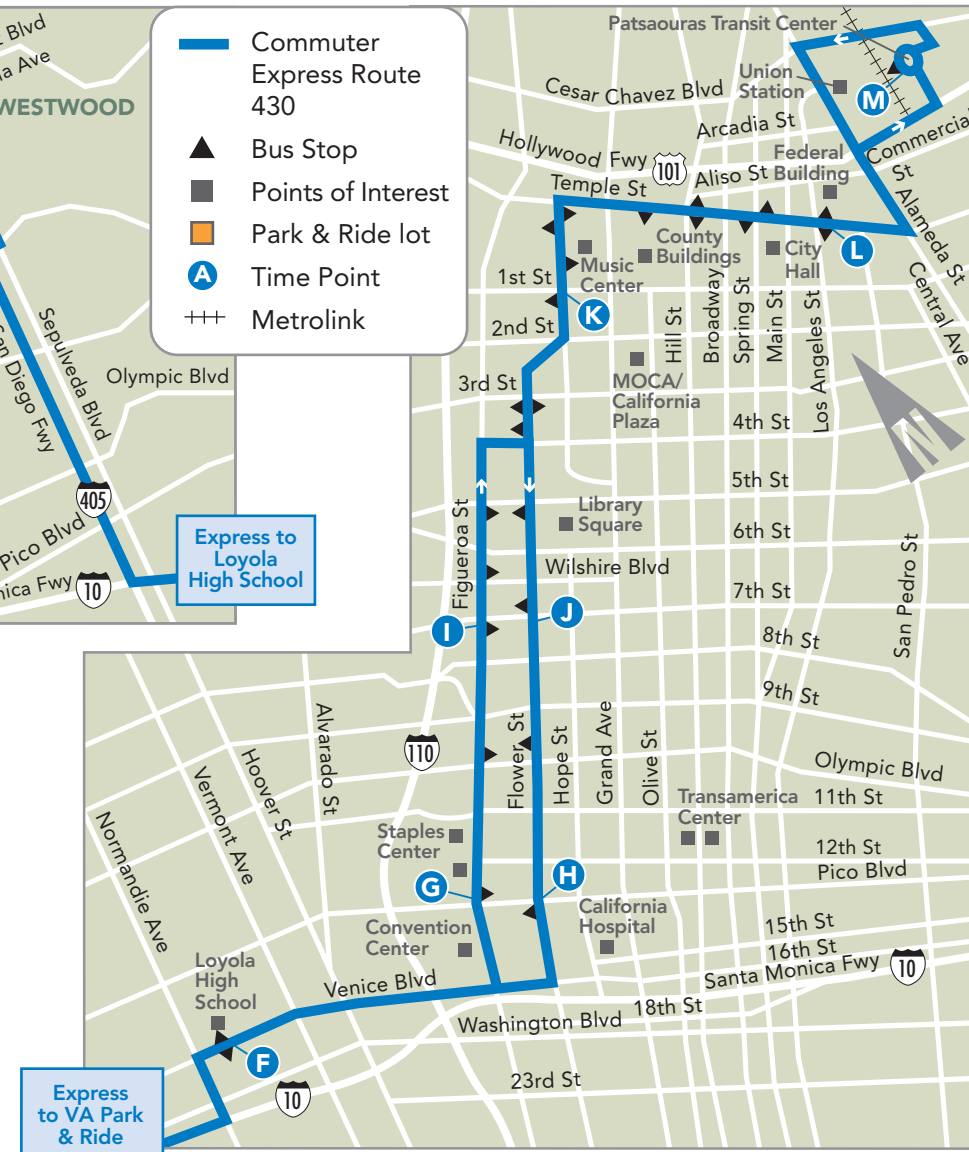 Blvd
Ave
WESTWOOD
Sepulveda Blvd
San Diego Fwy
Olympic Blvd
405
Pico Blvd
Fwy
10
Express to
Loyola
High School
Commuter
Express Route
430
Bus Stop
Points of Interest
Park & Ride lot
A
Time Point
Metrolink
Patsaouras Transit Center
Union
Station
M
Cesar Chavez Blvd
Arcadia St
Commercial
St
Hollywood Fwy
101
Aliso St
Federal
Building
Temple St
Alameda St
L
County
Buildings
City
Hall
Music
Center
1st St
K
Central Ave
2nd St
Hill St
Broadway
Spring St
Main St
Los Angeles St
3rd St
MOCA/
California
Plaza
4th St
N
5th St
Library
Square
6th St
Figueroa St
Wilshire Blvd
San Pedro St
7th St
I
J
8th St
9th St
110
Alvarado St
Flower St
Hope St
Grand Ave
Olive St
Olympic Blvd
Hoover St
Vermont Ave
Normandie Ave
Transamerica
Center
11th St
Staples
Center
12th St
Pico Blvd
G
H
California
Hospital
15th St
Convention
Center
16th St
Santa Monica Fwy
10
Loyola
High
School
Venice Blvd
18th St
Washington Blvd
F
23rd St
10
Express
to VA Park
& Ride